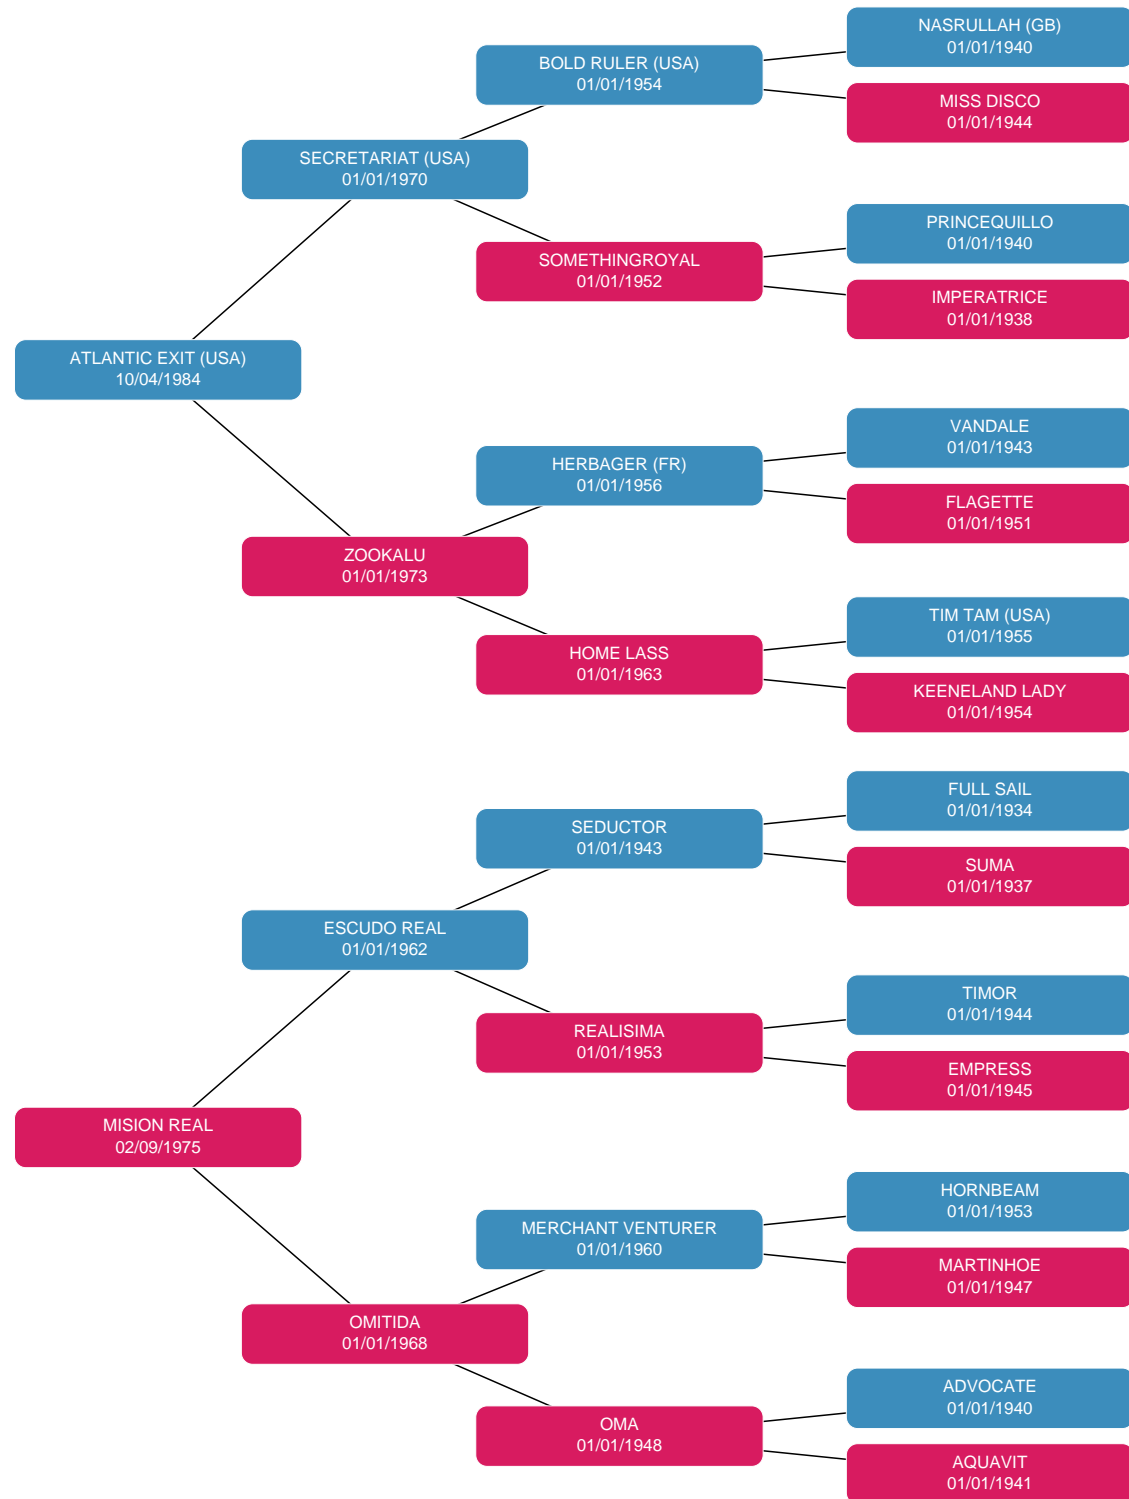 NASRULLAH (GB)
01/01/1940
BOLD RULER (USA)
01/01/1954
MISS DISCO
01/01/1944
SECRETARIAT (USA)
01/01/1970
PRINCEQUILLO
01/01/1940
SOMETHINGROYAL
01/01/1952
IMPERATRICE
01/01/1938
ATLANTIC EXIT (USA)
10/04/1984
VANDALE
01/01/1943
HERBAGER (FR)
01/01/1956
FLAGETTE
01/01/1951
ZOOKALU
01/01/1973
TIM TAM (USA)
01/01/1955
HOME LASS
01/01/1963
KEENELAND LADY
01/01/1954
FULL SAIL
01/01/1934
SEDUCTOR
01/01/1943
SUMA
01/01/1937
ESCUDO REAL
01/01/1962
TIMOR
01/01/1944
REALISIMA
01/01/1953
EMPRESS
01/01/1945
MISION REAL
02/09/1975
HORNBEAM
01/01/1953
MERCHANT VENTURER
01/01/1960
MARTINHOE
01/01/1947
OMITIDA
01/01/1968
ADVOCATE
01/01/1940
OMA
01/01/1948
AQUAVIT
01/01/1941